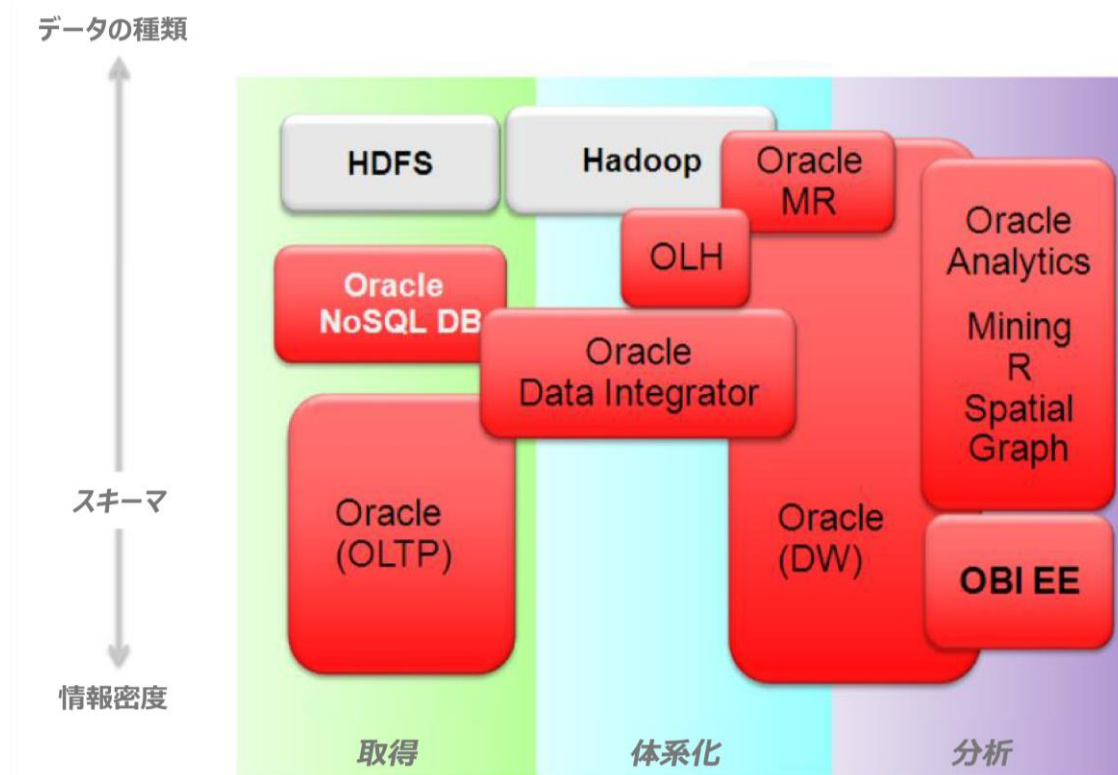 データの種類
HDFS
Hadoop
Oracle
MR
Oracle
NoSQL DB
OLH
Oracle
Analytics
Mining
R
Spatial
Graph
Oracle
Data Integrator
スキーマ
Oracle
(OLTP)
Oracle
(DW)
OBI EE
情報密度
取得
体系化
分析